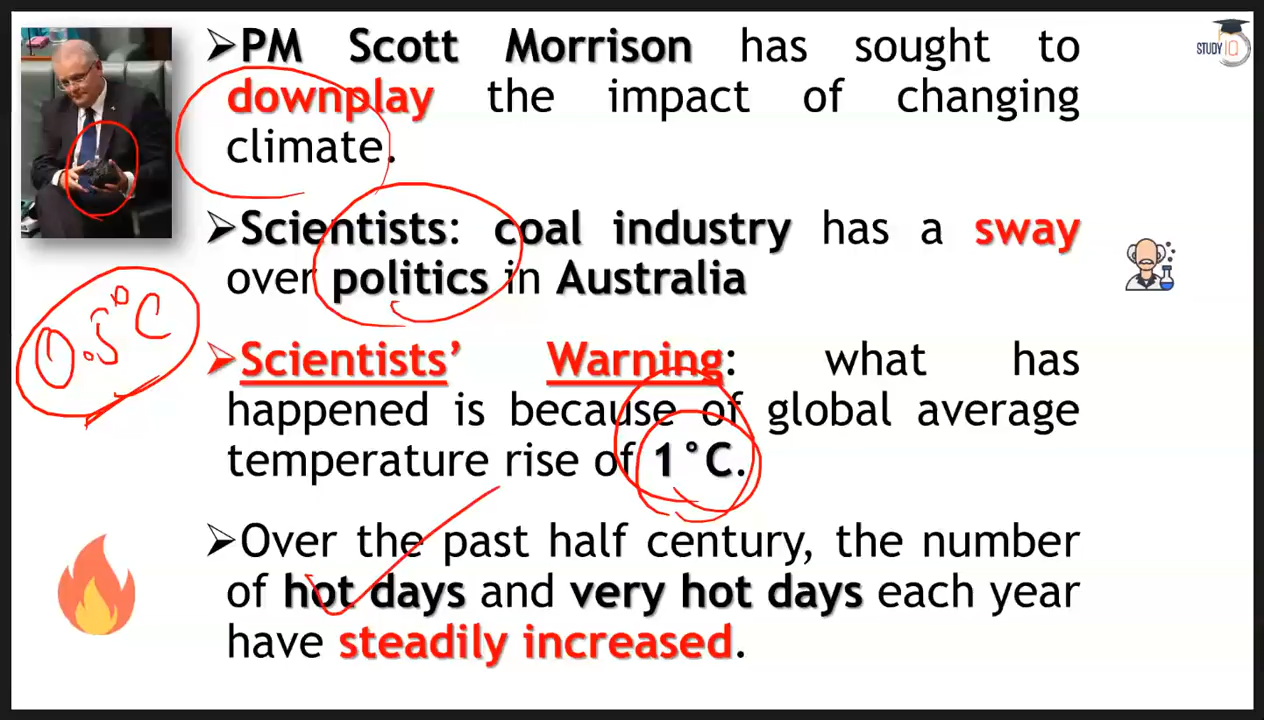 ➢PM Scott Morrison has sought to
downplay the impact of changing
climate.
➢Scientists: coal industry has a sway
over politics in Australia
➢Scientists’ Warning: what has
happened is because of global average
temperature rise of 1°C.
➢Over the past half century, the number
of hot days and very hot days each year
have steadily increased.
0.5°C
STUDY IQ